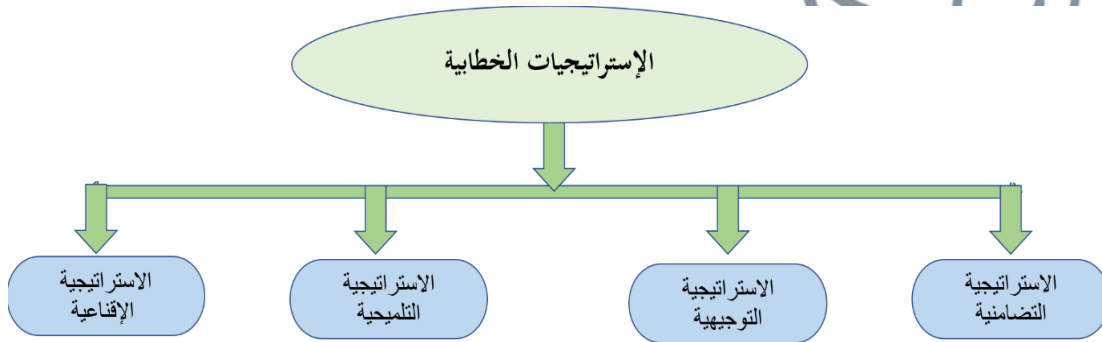 الإستراتيجيات الخطابية
الاستراتيجية
التضامنية
الاستراتيجية
التوجيهية
الاستراتيجية
التلميحية
الاستراتيجية
الإقناعية